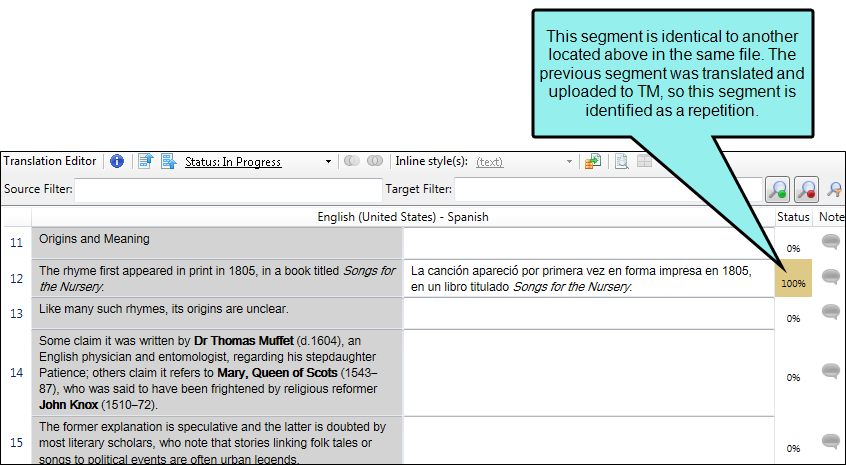 This segment is identical to another
located above in the same file. The
previous segment was translated and
uploaded to TM, so this segment is
identified as a repetition.
Translation Editor Status: In Progress Inline style(s): (text)
Source Filter: Target Filter:
English (United States) - Spanish Status Note
11 Origins and Meaning 0%
12 The rhyme first appeared in print in 1805, in a book titled Songs for
the Nursery.
La canción apareció por primera vez en forma impresa en 1805,
en un libro titulado Songs for the Nursery.
100%
13 Like many such rhymes, its origins are unclear. 0%
14 Some claim it was written by Dr Thomas Muffet (d.1604), an
English physician and entomologist, regarding his stepdaughter
Patience; others claim it refers to Mary, Queen of Scots (1543–
87), who was said to have been frightened by religious reformer
John Knox (1510–72).
0%
15 The former explanation is speculative and the latter is doubted by
most literary scholars, who note that stories linking folk tales or
songs to political events are often urban legends.
0%